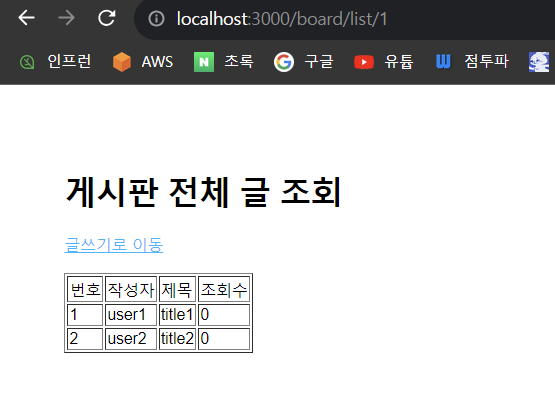 localhost:3000/board/list/1
인프런 AWS N 초록 G 구글 유튭 W 점투파
게시판 전체 글 조회
글쓰기로 이동
번호 작성자 제목 조회수
1 user1 title1 0
2 user2 title2 0